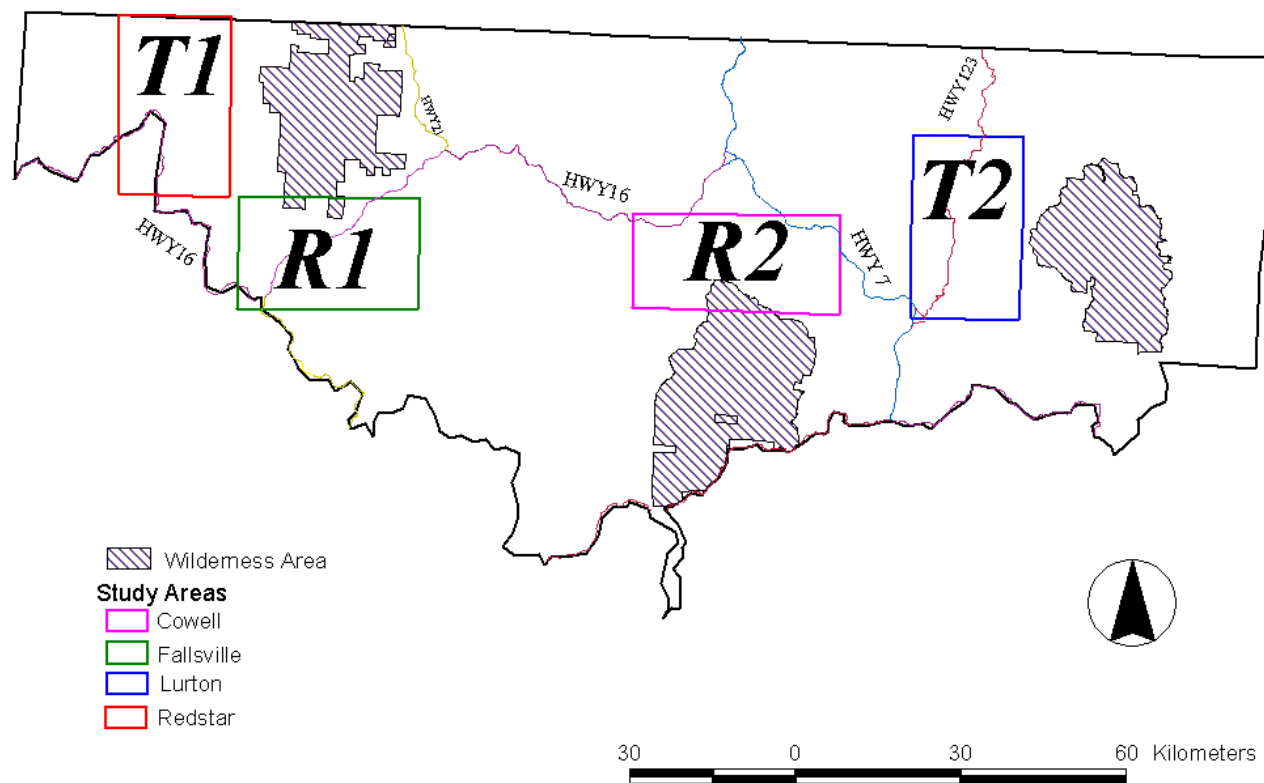 T1
HWY21
HWY123
HWY16
T2
HWY16
R1
R2
HWY 7
Wilderness Area
Study Areas
Cowell
Fallsville
Lurton
Redstar
30 0 30 60 Kilometers